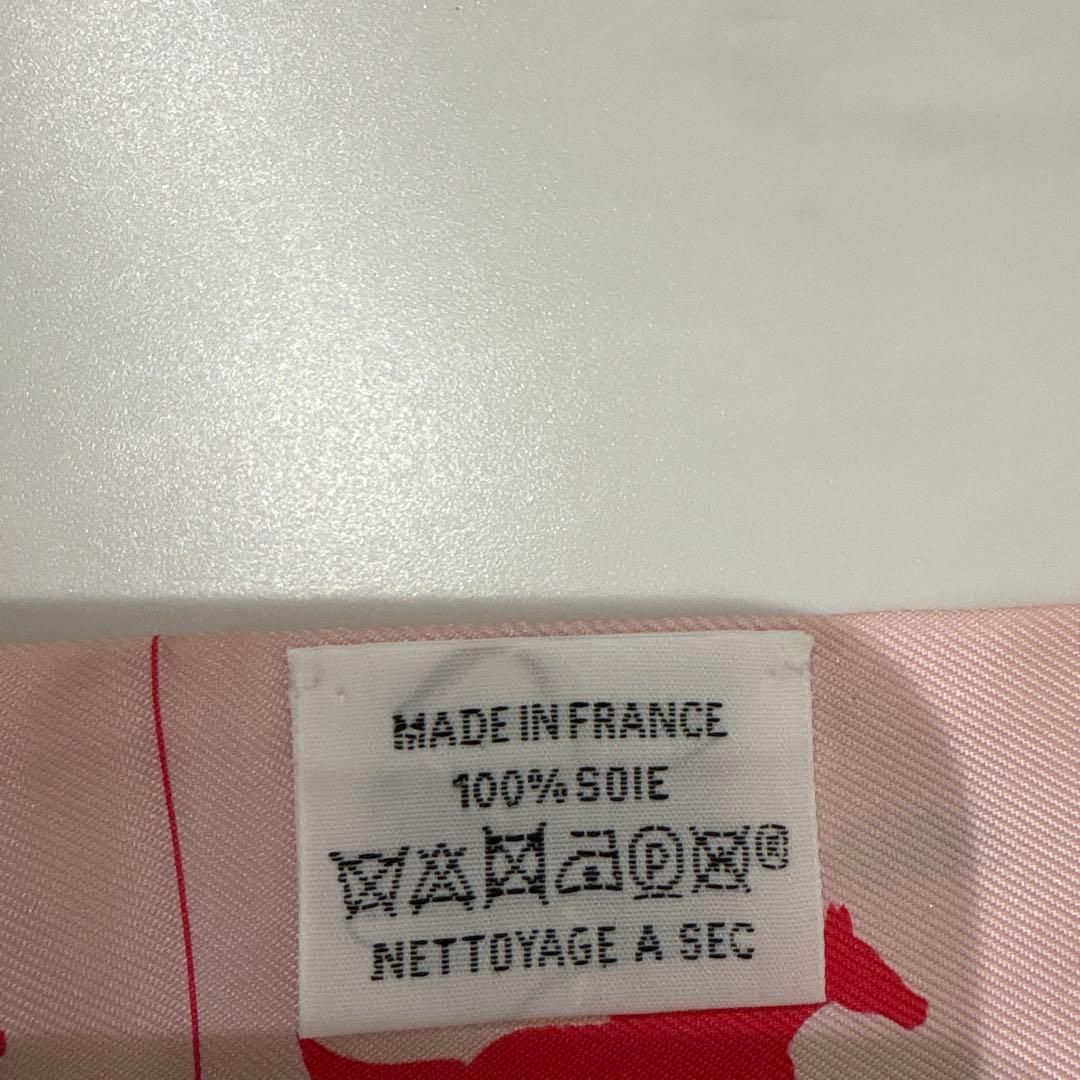 MADE IN FRANCE
100% SOIE
P ®
NETTOYAGE A SEC